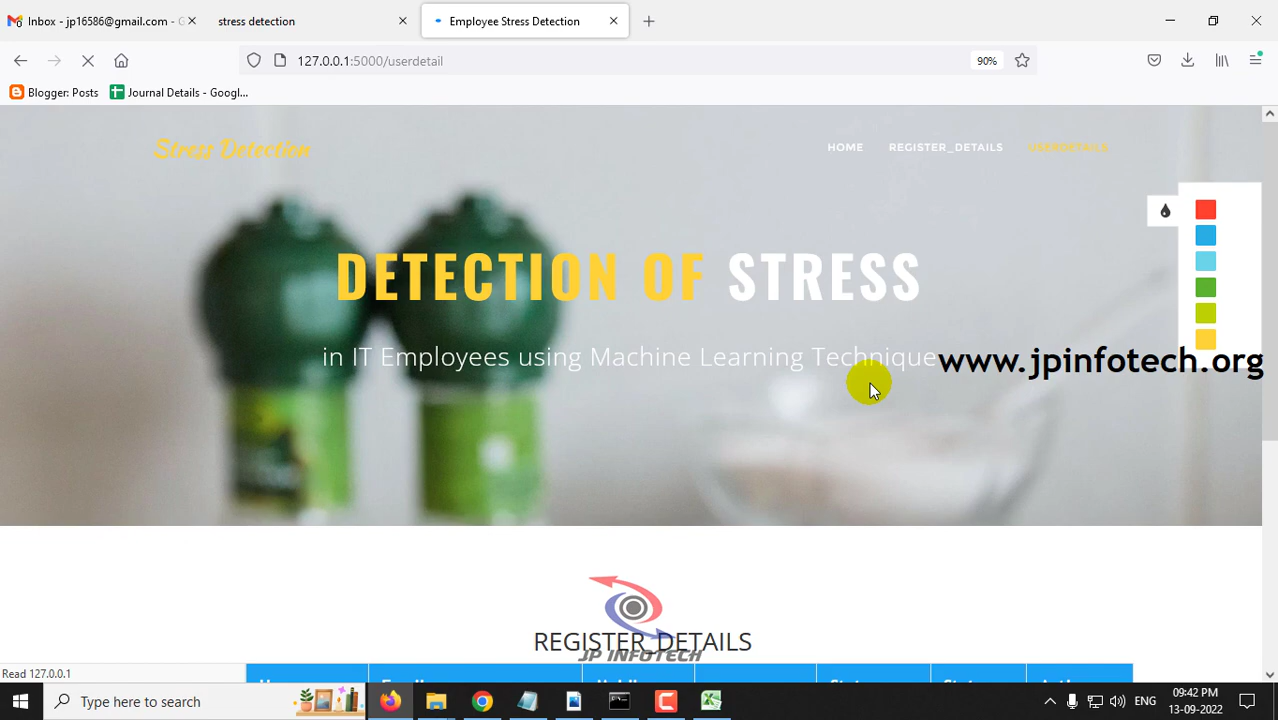 Inbox - jp16586@gmail.com - G
stress detection
Employee Stress Detection
127.0.0.1:5000/userdetail
90%
Blogger: Posts
Journal Details - Googl...
Stress Detection
HOME
REGISTER_DETAILS
USERDETAILS
DETECTION OF STRESS
in IT Employees using Machine Learning Technique
www.jpinfotech.org
REGISTER_DETAILS
JP INFOTECH
Read 127.0.0.1
Type here to search
ENG
09:42 PM
13-09-2022